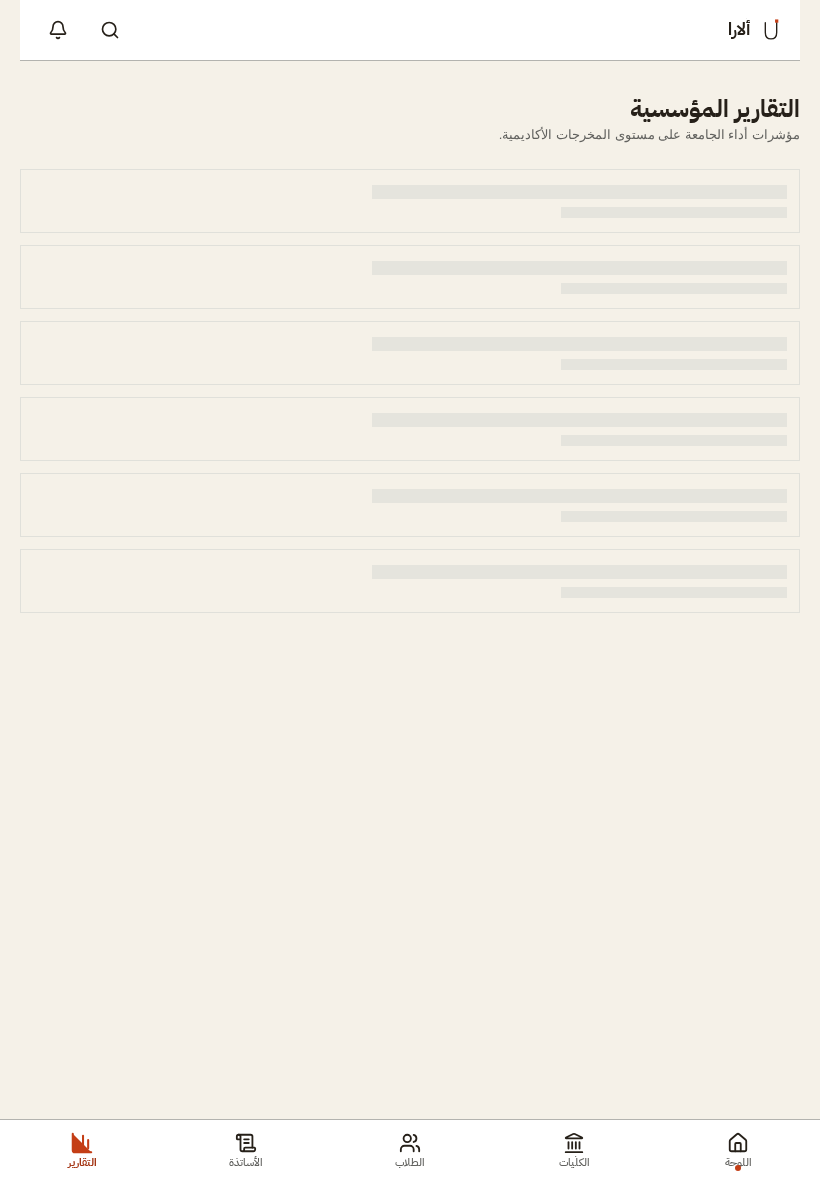 ألارا
التقارير المؤسسية
مؤشرات أداء الجامعة على مستوى المخرجات الأكاديمية.
اللوحة
الكليات
الطلاب
الأساتذة
التقارير